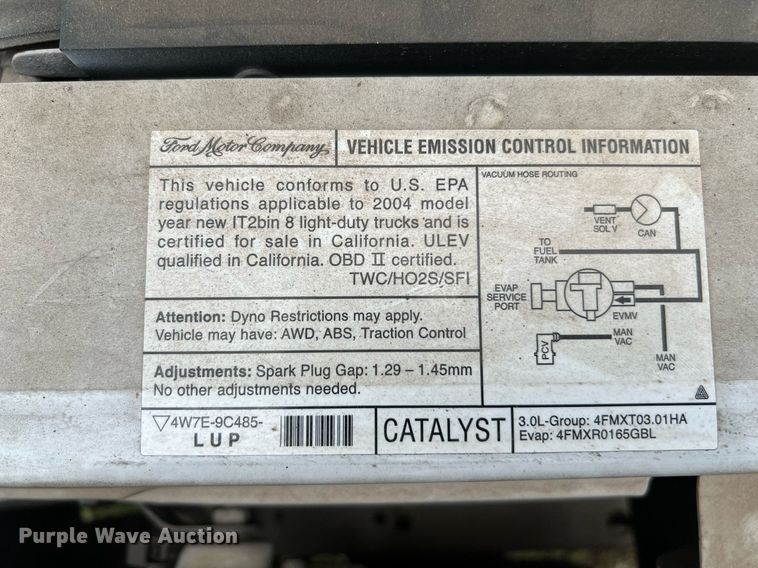 Ford Motor Company
VEHICLE EMISSION CONTROL INFORMATION
This vehicle conforms to U.S. EPA
regulations applicable to 2004 model
year new IT2bin 8 light-duty trucks and is
certified for sale in California. ULEV
qualified in California. OBD II certified.
TWC/HO2S/SFI
Attention: Dyno Restrictions may apply.
Vehicle may have: AWD, ABS, Traction Control
Adjustments: Spark Plug Gap: 1.29 – 1.45mm
No other adjustments needed.
VACUUM HOSE ROUTING
VENT
SOL V
CAN
TO
FUEL
TANK
EVAP
SERVICE
PORT
EVMV
PCV
MAN
VAC
MAN
VAC
4W7E-9C485-
LUP
CATALYST
3.0L-Group: 4FMXT03.01HA
Evap: 4FMXR0165GBL
Purple Wave Auction